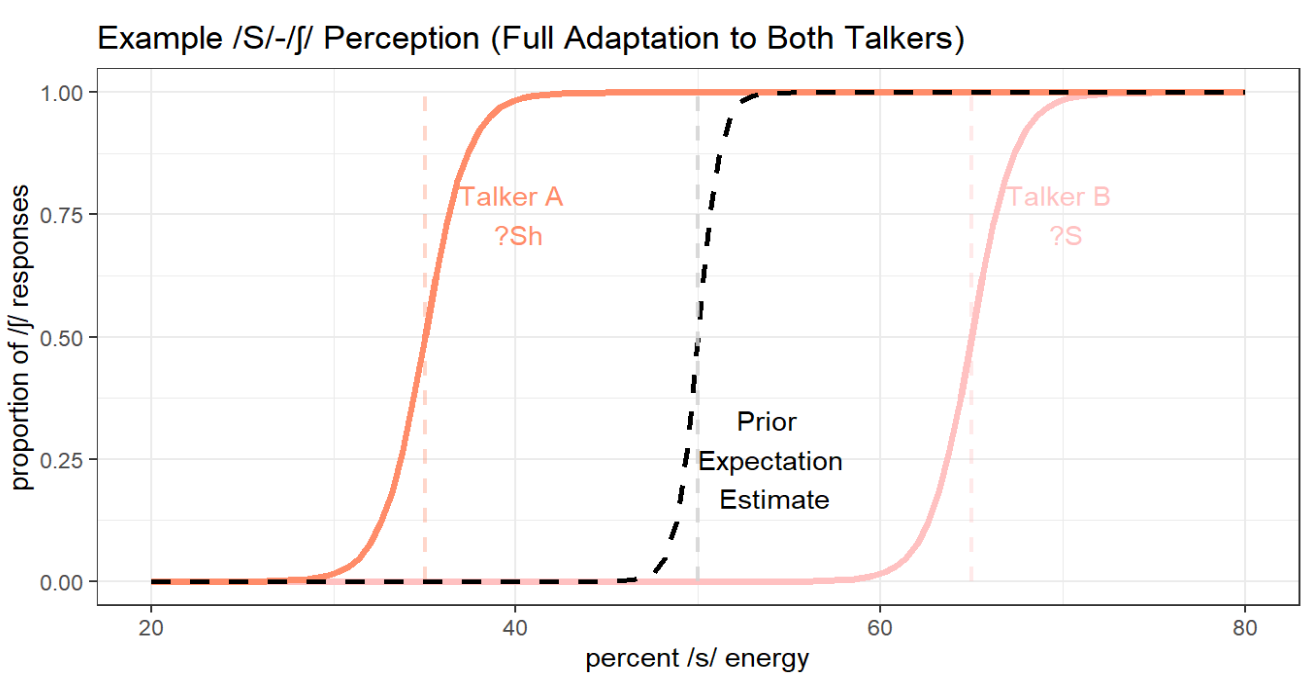 Example /S/-/ʃ/ Perception (Full Adaptation to Both Talkers)
proportion of /ʃ/ responses
1.00
0.75
0.50
0.25
0.00
Talker A
?Sh
Prior
Expectation
Estimate
Talker B
?S
20
40
60
80
percent /s/ energy